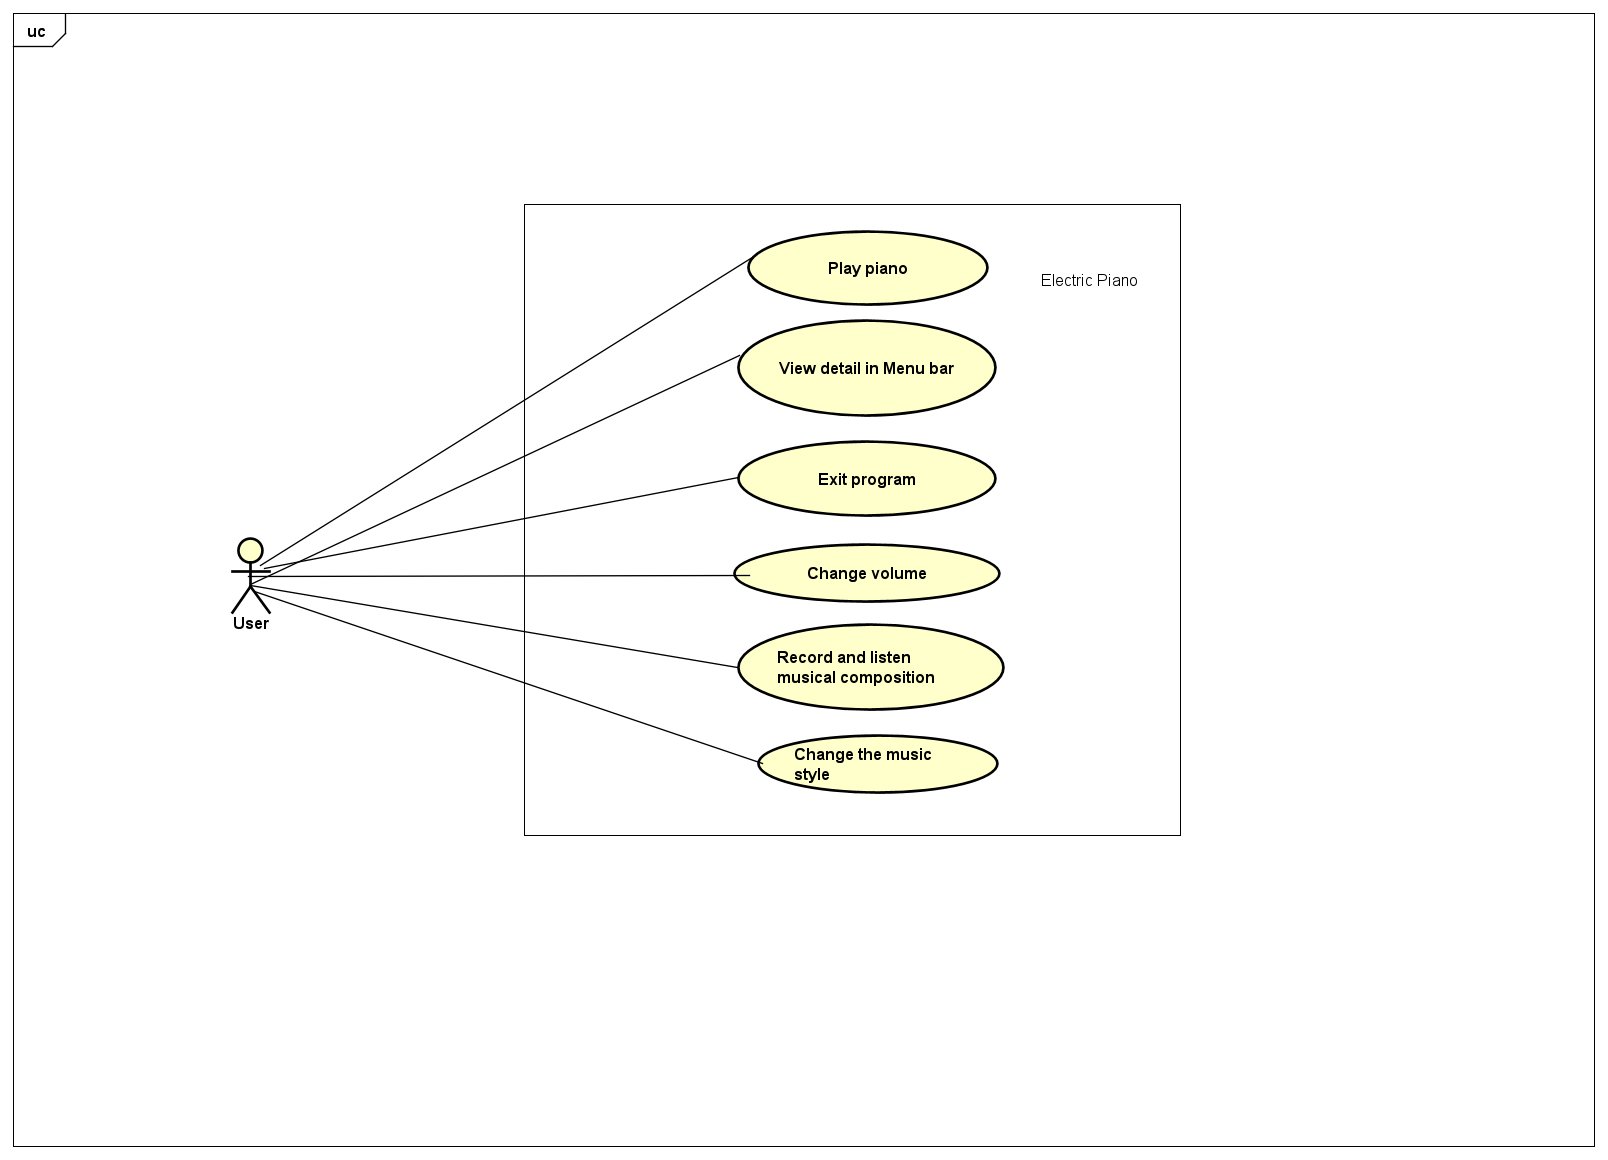 uc
Play piano
Electric Piano
View detail in Menu bar
Exit program
Change volume
User
Record and listen
musical composition
Change the music
style